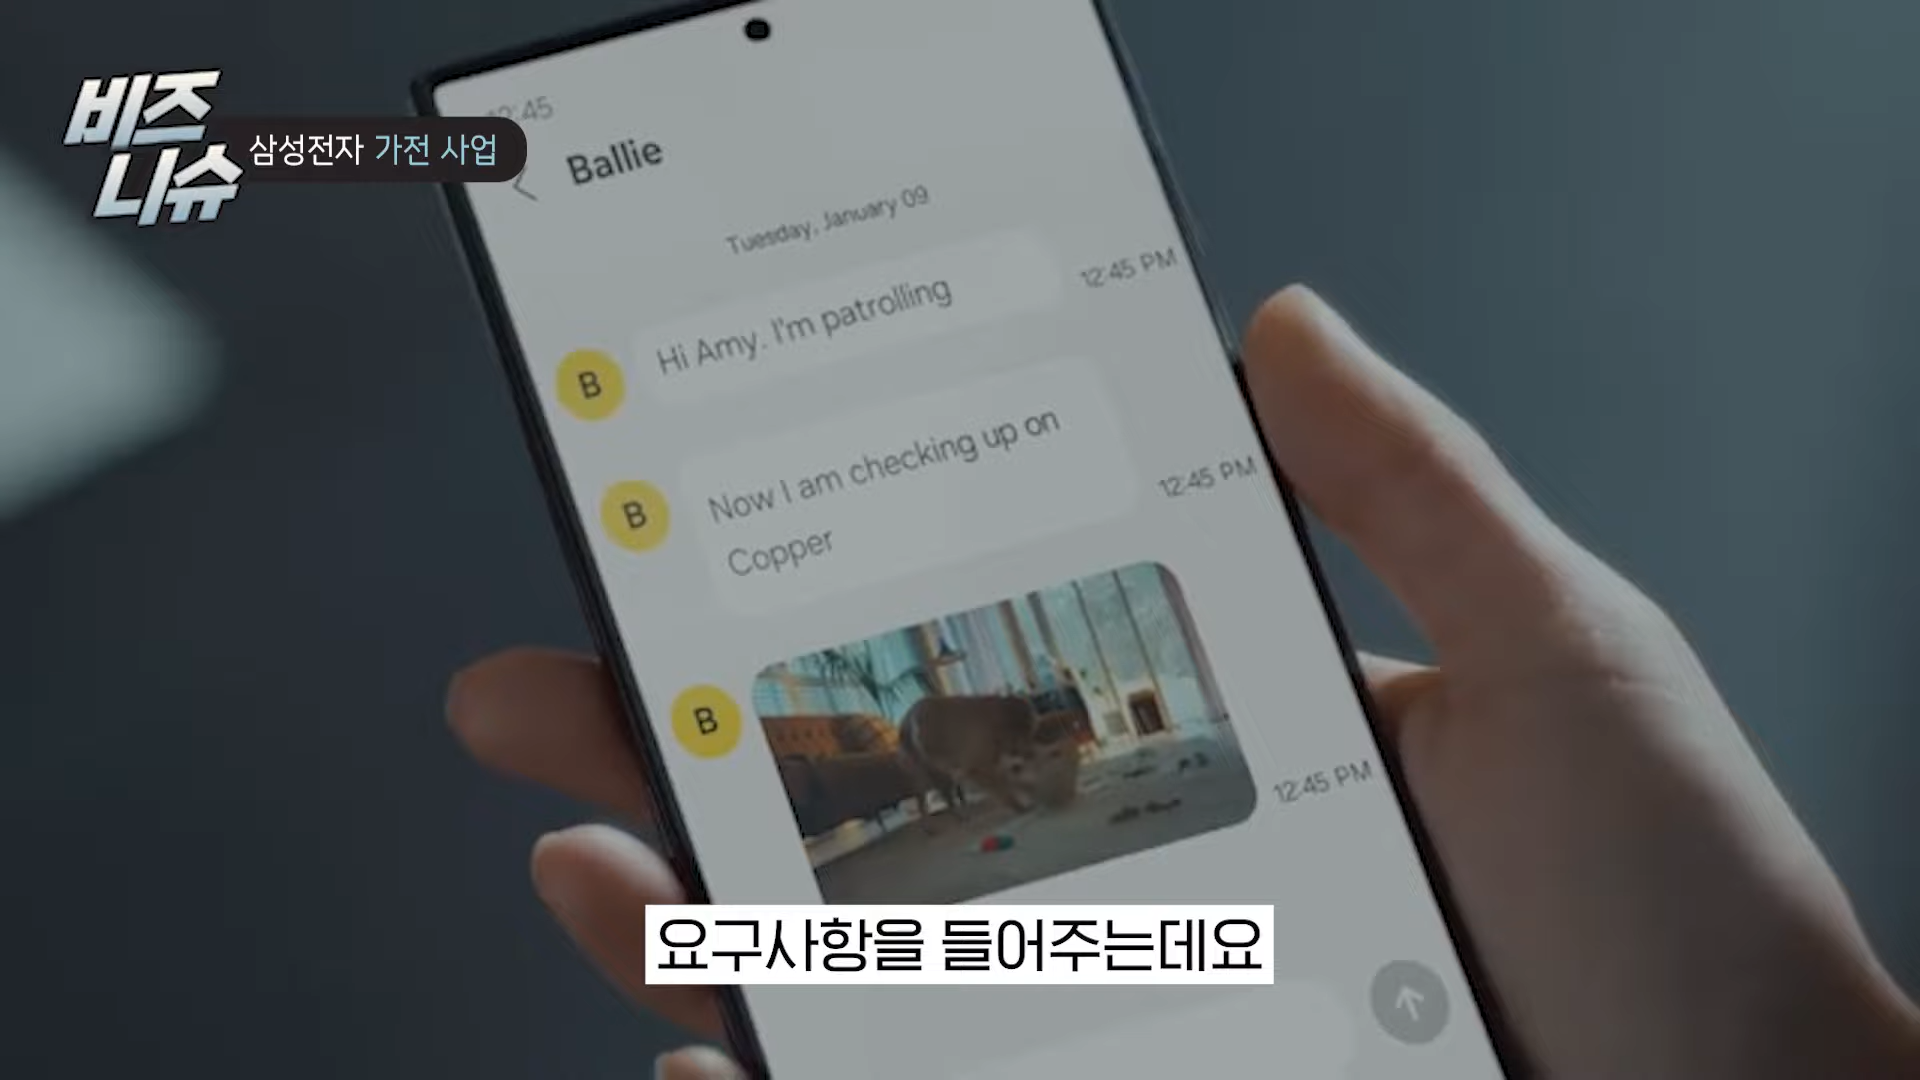 비즈
니슈
삼성전자 가전 사업
12:45
Ballie
Tuesday, January 09
Hi Amy. I'm patrolling
12:45 PM
B
Now I am checking up on
Copper
12:45 PM
B
B
12:45 PM
요구사항을 들어주는데요